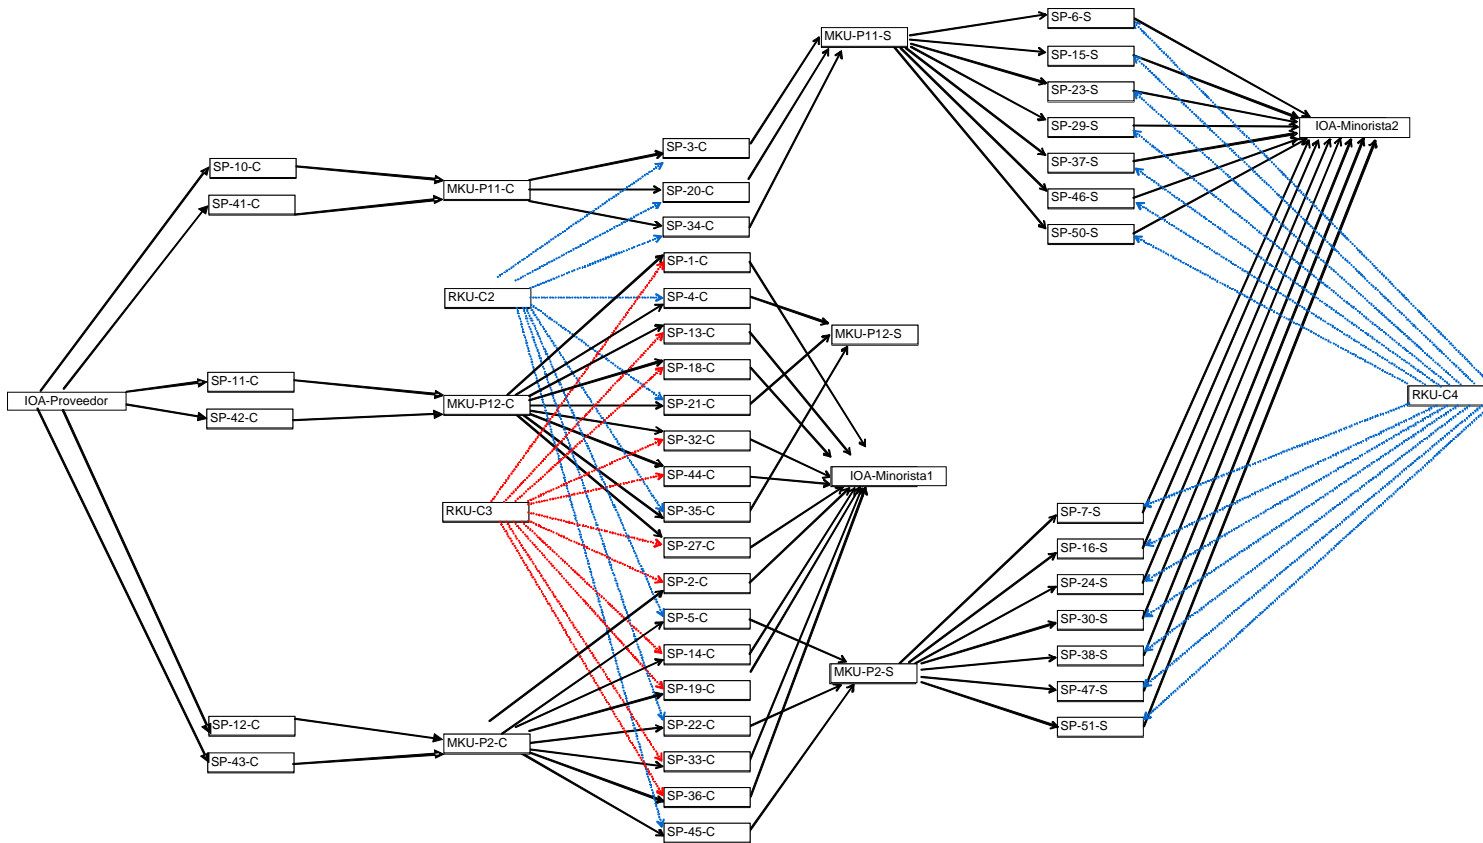 SP-6-S
MKU-P11-S
SP-15-S
SP-23-S
SP-29-S
IOA-Minorista2
SP-3-C
SP-37-S
SP-10-C
MKU-P11-C
SP-20-C
SP-46-S
SP-41-C
SP-34-C
SP-50-S
SP-1-C
RKU-C2
SP-4-C
SP-13-C
MKU-P12-S
SP-18-C
SP-11-C
RKU-C4
IOA-Proveedor
MKU-P12-C
SP-21-C
SP-42-C
SP-32-C
SP-44-C
IOA-Minorista1
RKU-C3
SP-35-C
SP-7-S
SP-27-C
SP-16-S
SP-2-C
SP-24-S
SP-5-C
SP-30-S
SP-14-C
SP-38-S
MKU-P2-S
SP-19-C
SP-47-S
SP-12-C
SP-22-C
SP-51-S
MKU-P2-C
SP-43-C
SP-33-C
SP-36-C
SP-45-C